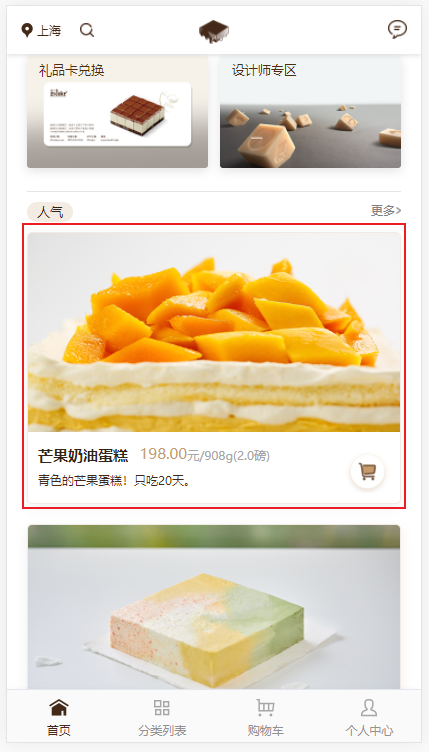 上海
礼品卡兑换
设计师专区
人气
更多>
芒果奶油蛋糕 198.00元/908g(2.0磅)
青色的芒果蛋糕！只吃20天。
首页
分类列表
购物车
个人中心